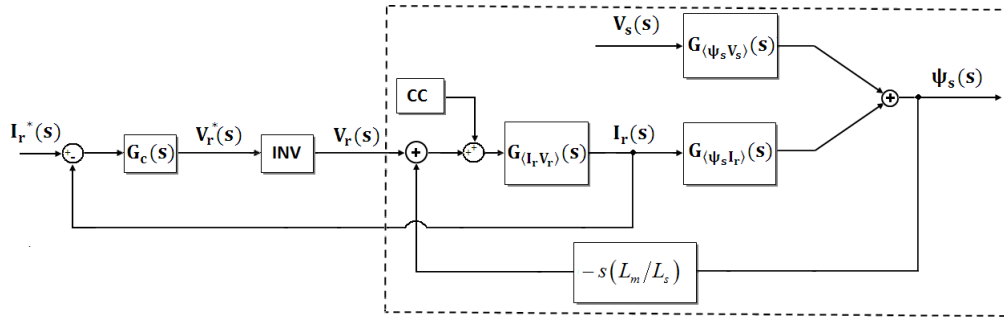 V_s(s)
G_⟨ψ_s V_s⟩(s)
ψ_s(s)
CC
I_r^*(s)
V_r^*(s)
V_r(s)
I_r(s)
G_c(s)
INV
G_⟨I_r V_r⟩(s)
G_⟨ψ_s I_r⟩(s)
+
-
+
+
+
+
-s(L_m/L_s)